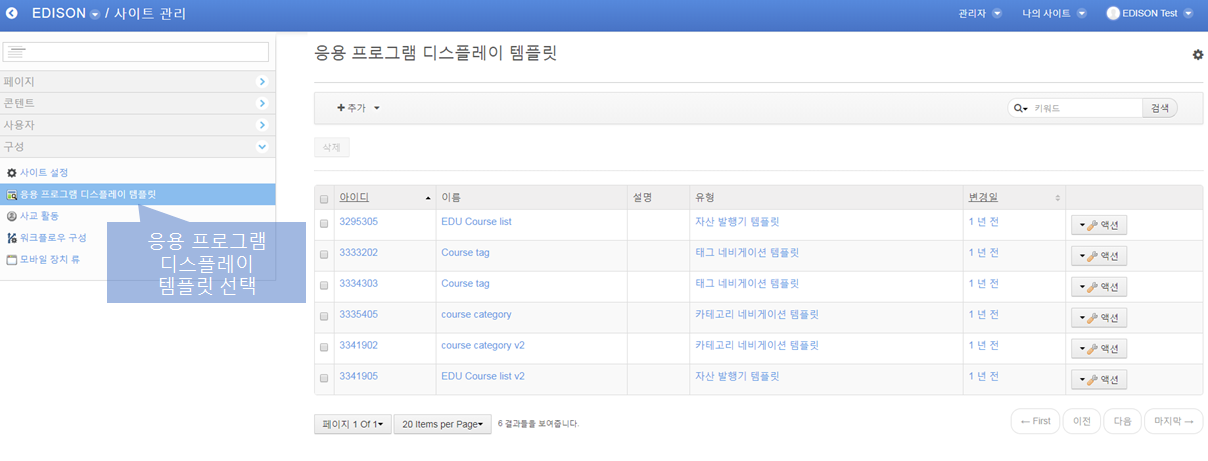 EDISON / 사이트 관리
관리자 나의 사이트 EDISON Test
페이지
콘텐트
사용자
구성
사이트 설정
응용 프로그램 디스플레이 템플릿
사교 활동
워크플로우 구성
모바일 장치 류
응용 프로그램
디스플레이
템플릿 선택
응용 프로그램 디스플레이 템플릿
추가 키워드 검색
삭제
아이디 이름 설명 유형 변경일
3295305 EDU Course list 자산 발행기 템플릿 1 년 전 액션
3333202 Course tag 태그 네비게이션 템플릿 1 년 전 액션
3334303 Course tag 태그 네비게이션 템플릿 1 년 전 액션
3335405 course category 카테고리 네비게이션 템플릿 1 년 전 액션
3341902 course category v2 카테고리 네비게이션 템플릿 1 년 전 액션
3341905 EDU Course list v2 자산 발행기 템플릿 1 년 전 액션
페이지 1 Of 1 20 Items per Page 6 결과들을 보여줍니다. ← First 이전 다음 마지막 →